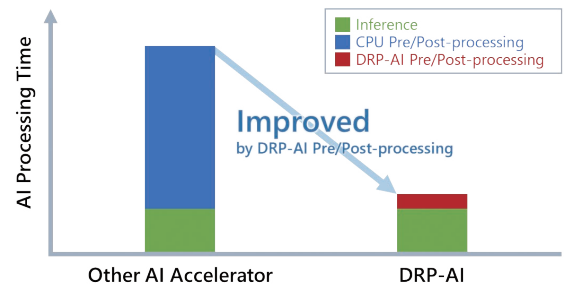 Inference
CPU Pre/Post-processing
DRP-AI Pre/Post-processing
AI Processing Time
Improved
by DRP-AI Pre/Post-processing
Other AI Accelerator
DRP-AI